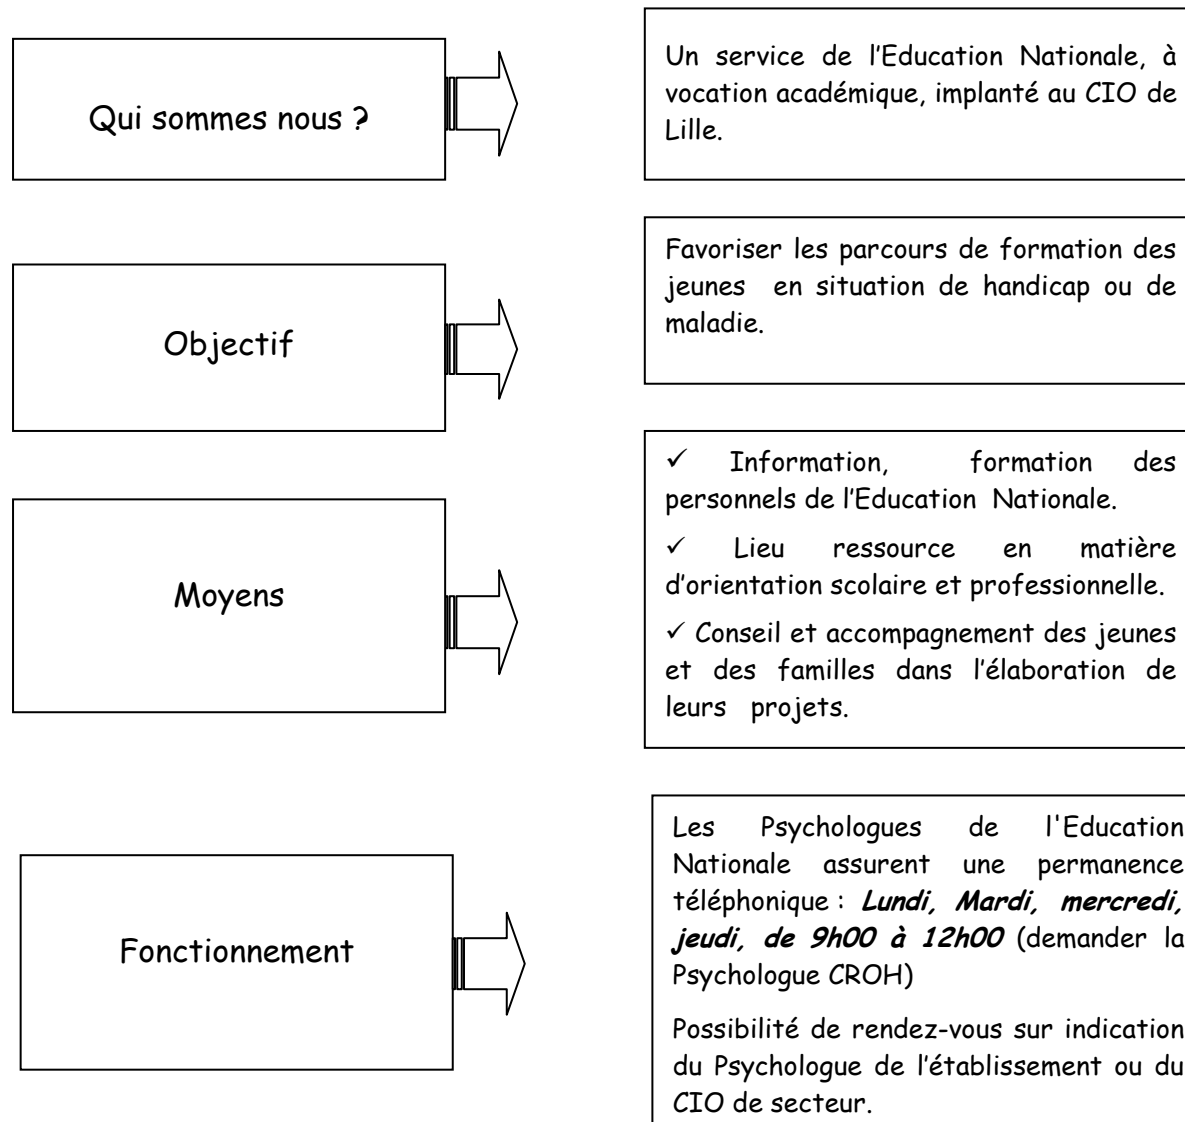 Qui sommes nous ?
Un service de l'Education Nationale, à
vocation académique, implanté au CIO de
Lille.
Objectif
Favoriser les parcours de formation des
jeunes en situation de handicap ou de
maladie.
Moyens
✓ Information, formation des
personnels de l'Education Nationale.
✓ Lieu ressource en matière
d'orientation scolaire et professionnelle.
✓ Conseil et accompagnement des jeunes
et des familles dans l'élaboration de
leurs projets.
Fonctionnement
Les Psychologues de l'Education
Nationale assurent une permanence
téléphonique : Lundi, Mardi, mercredi,
jeudi, de 9h00 à 12h00 (demander la
Psychologue CROH)
Possibilité de rendez-vous sur indication
du Psychologue de l'établissement ou du
CIO de secteur.